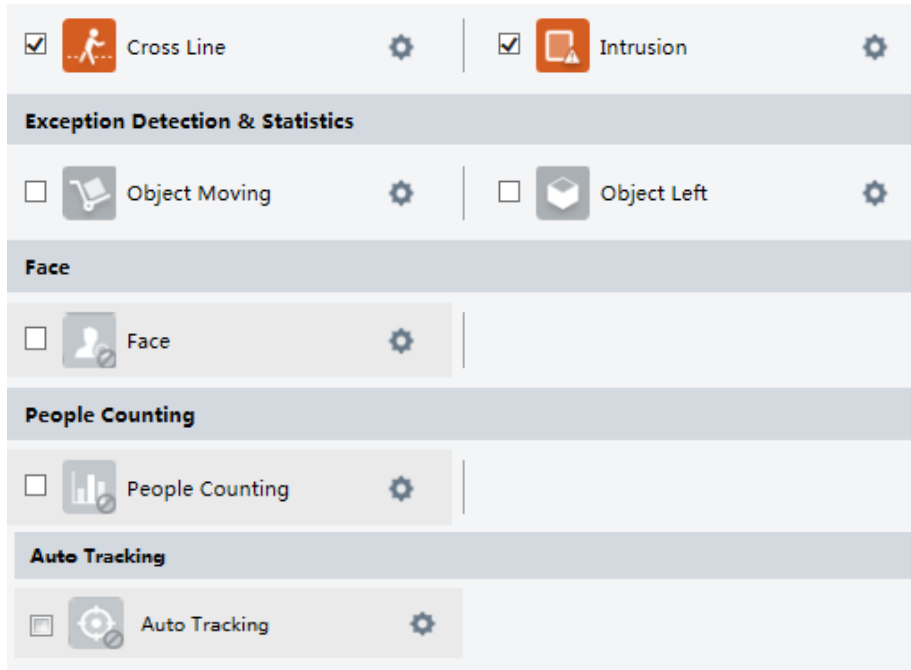 Cross Line
Intrusion
Exception Detection & Statistics
Object Moving
Object Left
Face
Face
People Counting
People Counting
Auto Tracking
Auto Tracking